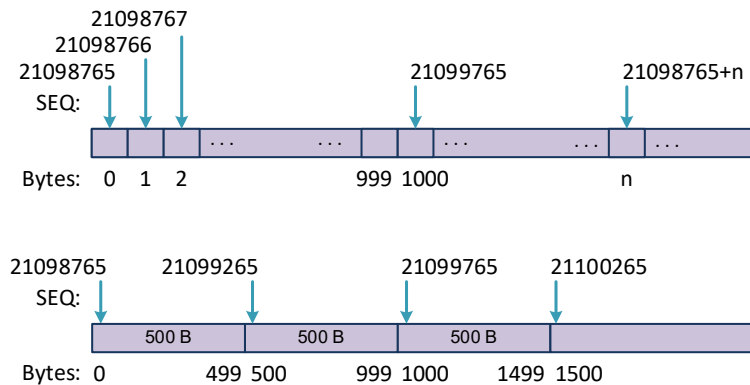 21098767
21098766
21098765 21099765 21098765+n
SEQ:
... ... ... ... ...
Bytes: 0 1 2 999 1000 n
21098765 21099265 21099765 21100265
SEQ:
500 B 500 B 500 B
Bytes: 0 499 500 999 1000 1499 1500